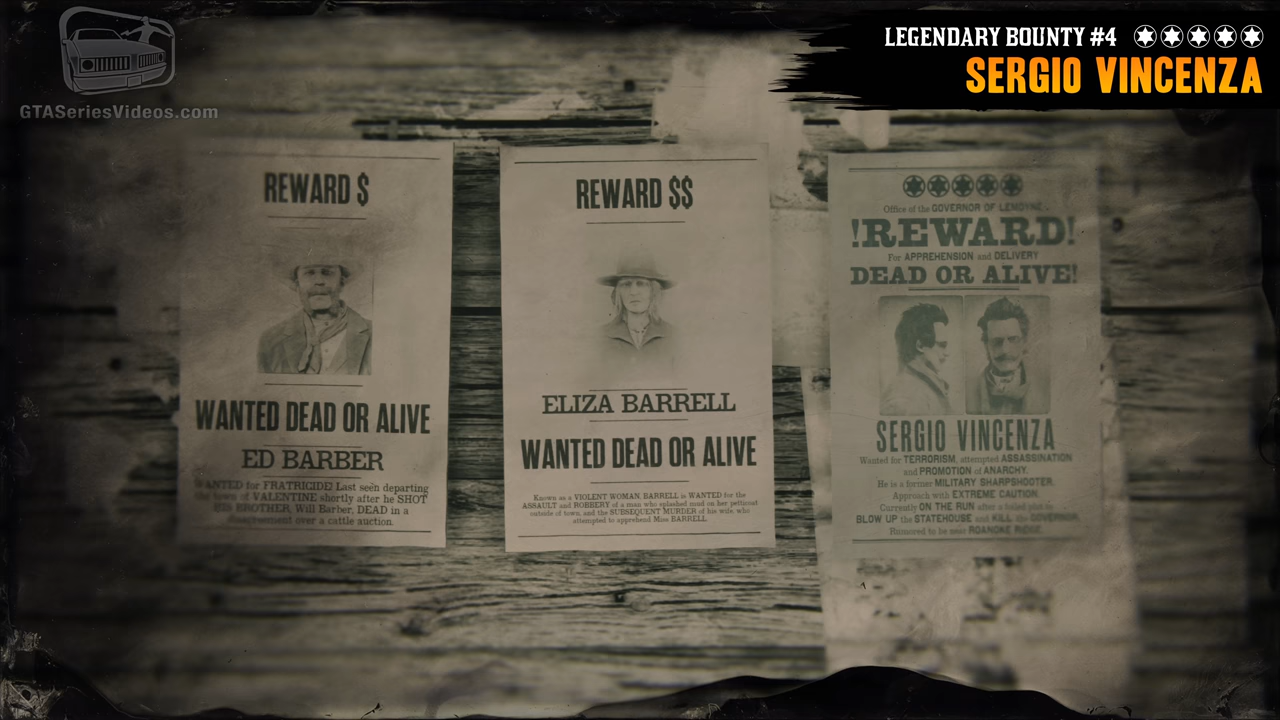 GTASeriesVideos.com
LEGENDARY BOUNTY #4
SERGIO VINCENZA
REWARD $
WANTED DEAD OR ALIVE
ED BARBER
WANTED for FRATRICIDE! Last seen departing
the town of VALENTINE shortly after he SHOT
HIS BROTHER, Will Barber, DEAD in a
disagreement over a cattle auction.
REWARD $$
ELIZA BARRELL
WANTED DEAD OR ALIVE
Known as a VIOLENT WOMAN, BARRELL is WANTED for the
ASSAULT and ROBBERY of a man who splashed mud on her petticoat
outside of town, and the SUBSEQUENT MURDER of his wife, who
attempted to apprehend Miss BARRELL.
Office of the GOVERNOR OF LEMOYNE
!REWARD!
For APPREHENSION and DELIVERY
DEAD OR ALIVE!
SERGIO VINCENZA
Wanted for TERRORISM, attempted ASSASSINATION
and PROMOTION of ANARCHY.
He is a former MILITARY SHARPSHOOTER.
Approach with EXTREME CAUTION.
Currently ON THE RUN after a foiled plot to
BLOW UP the STATEHOUSE and KILL the GOVERNOR.
Rumored to be near ROANOKE RIDGE.